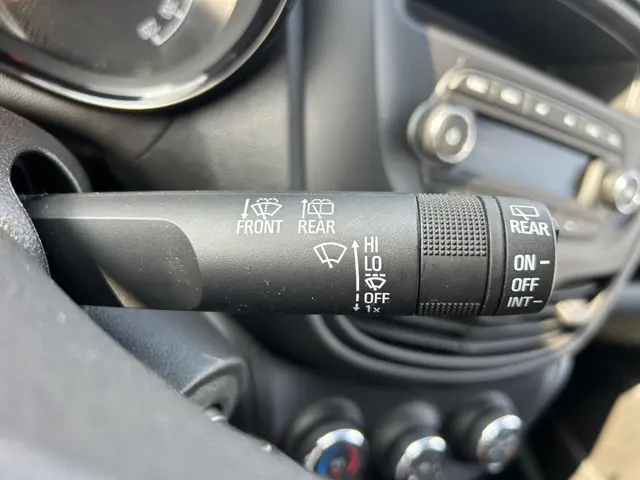 FRONT REAR
HI
LO
OFF
1x
REAR
ON –
OFF
INT –